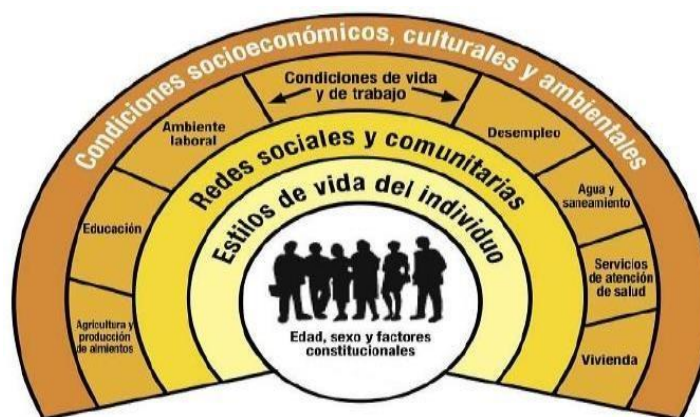 Condiciones socioeconómicos, culturales y ambientales
Condiciones de vida
y de trabajo
Ambiente
laboral
Desempleo
Redes sociales y comunitarias
Agua y
saneamiento
Educación
Estilos de vida del individuo
Servicios
de atención
de salud
Agricultura y
producción
de almientos
Edad, sexo y factores
constitucionales
Vivienda